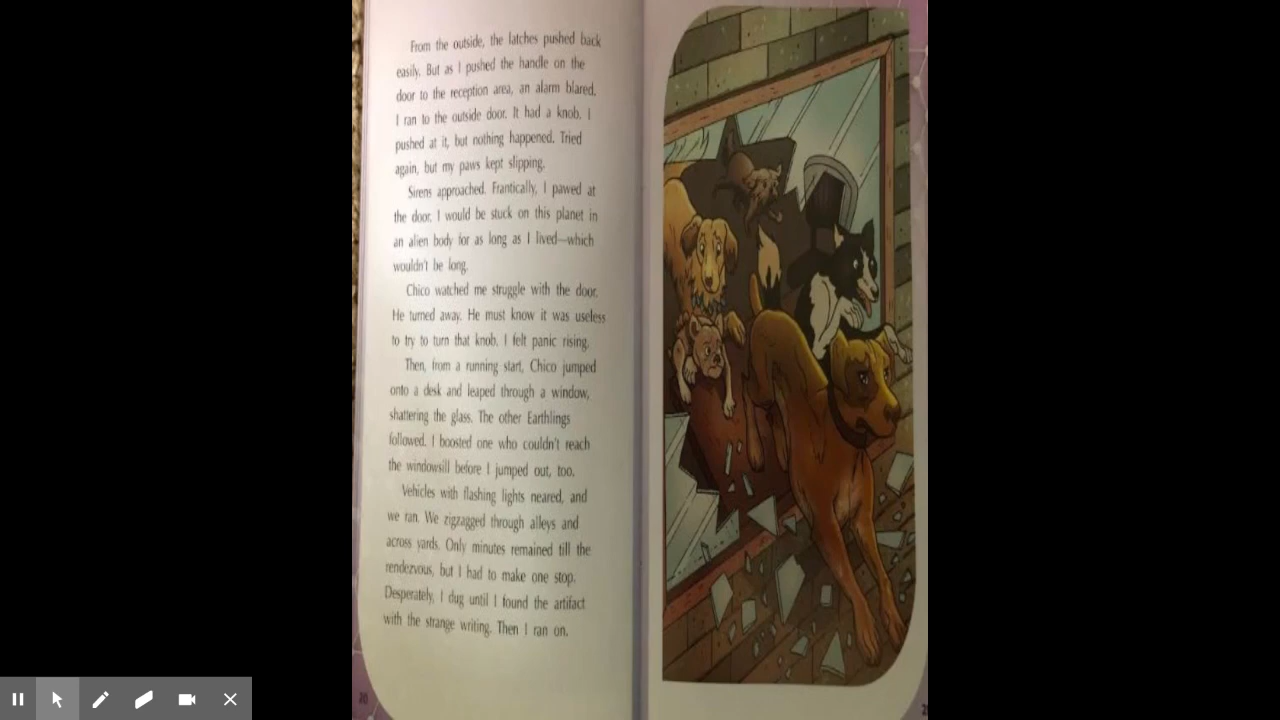 From the outside, the latches pushed back
easily. But as I pushed the handle on the
door to the reception area, an alarm blared.
I ran to the outside door. It had a knob. I
pushed at it, but nothing happened. Tried
again, but my paws kept slipping.
Sirens approached. Frantically, I pawed at
the door. I would be stuck on this planet in
an alien body for as long as I lived—which
wouldn't be long.
Chico watched me struggle with the door.
He turned away. He must know it was useless
to try to turn that knob. I felt panic rising.
Then, from a running start, Chico jumped
onto a desk and leaped through a window,
shattering the glass. The other Earthlings
followed. I boosted one who couldn't reach
the windowsill before I jumped out, too.
Vehicles with flashing lights neared, and
we ran. We zigzagged through alleys and
across yards. Only minutes remained till the
rendezvous, but I had to make one stop.
Desperately, I dug until I found the artifact
with the strange writing. Then I ran on.